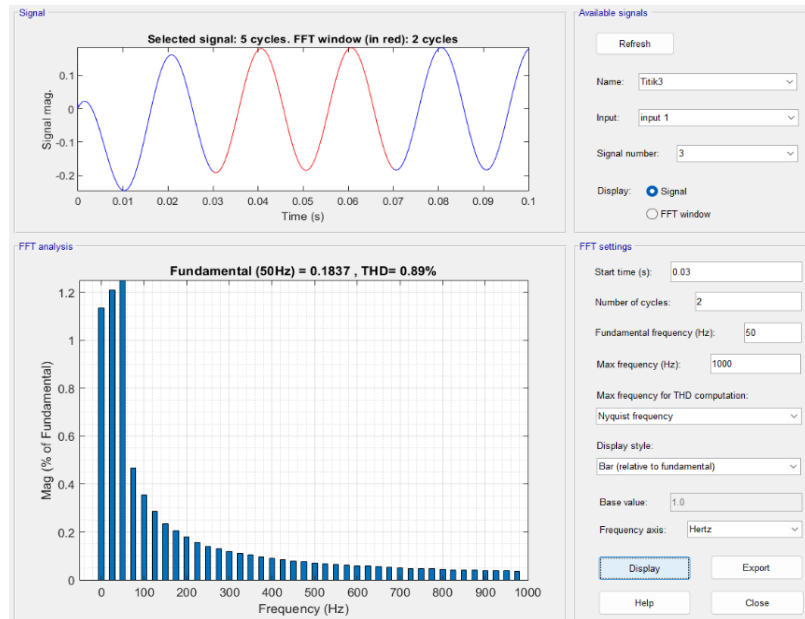 Signal
Selected signal: 5 cycles. FFT window (in red): 2 cycles
Signal mag.
0.1
0
-0.1
-0.2
0 0.01 0.02 0.03 0.04 0.05 0.06 0.07 0.08 0.09 0.1
Time (s)
FFT analysis
Fundamental (50Hz) = 0.1837 , THD= 0.89%
Mag (% of Fundamental)
1.2
1
0.8
0.6
0.4
0.2
0
0 100 200 300 400 500 600 700 800 900 1000
Frequency (Hz)
Available signals
Refresh
Name: Titik3
Input: input 1
Signal number: 3
Display: Signal
FFT window
FFT settings
Start time (s): 0.03
Number of cycles: 2
Fundamental frequency (Hz): 50
Max frequency (Hz): 1000
Max frequency for THD computation:
Nyquist frequency
Display style:
Bar (relative to fundamental)
Base value: 1.0
Frequency axis: Hertz
Display Export
Help Close